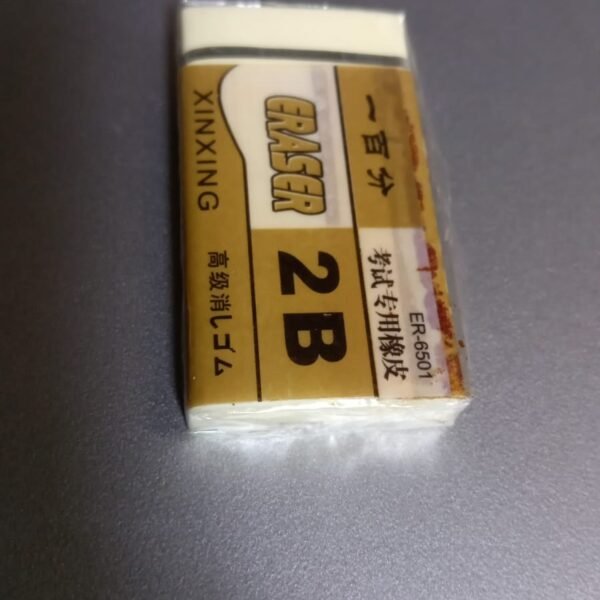 一百分
考试专用橡皮
ER-6501
ERASER
2B
XINXING
高级消しゴム